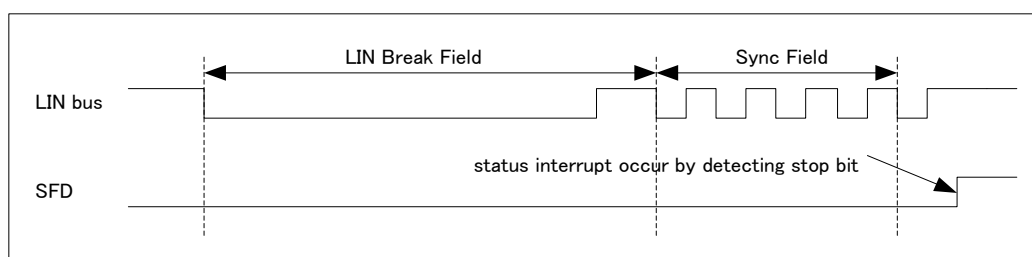 LIN Break Field
Sync Field
LIN bus
status interrupt occur by detecting stop bit
SFD